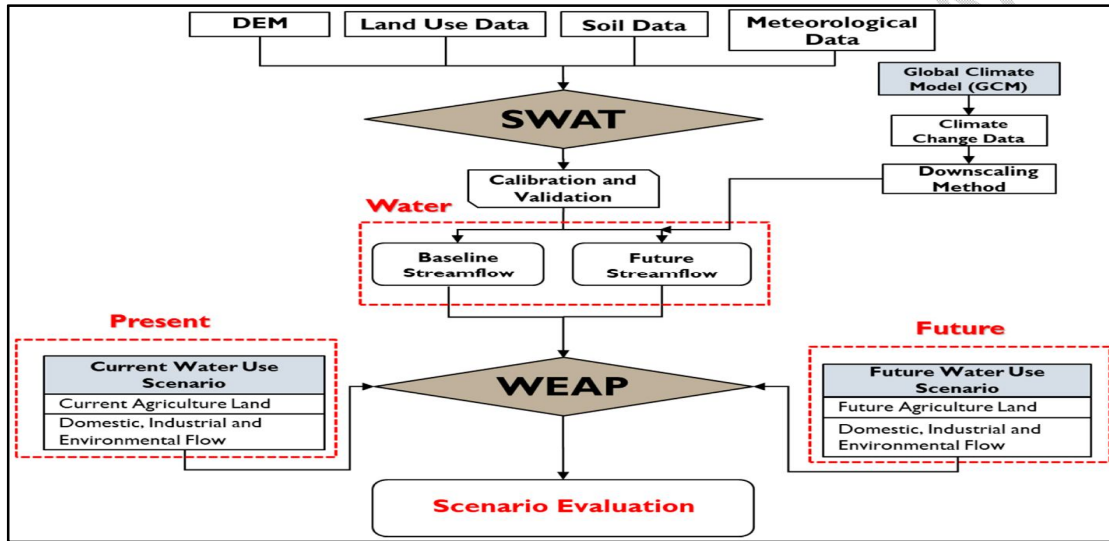 DEM
Land Use Data
Soil Data
Meteorological
Data
Global Climate
Model (GCM)
SWAT
Climate
Change Data
Calibration and
Validation
Downscaling
Method
Water
Baseline
Streamflow
Future
Streamflow
Present
Future
Current Water Use
Scenario
Current Agriculture Land
Domestic, Industrial and
Environmental Flow
WEAP
Future Water Use
Scenario
Future Agriculture Land
Domestic, Industrial and
Environmental Flow
Scenario Evaluation